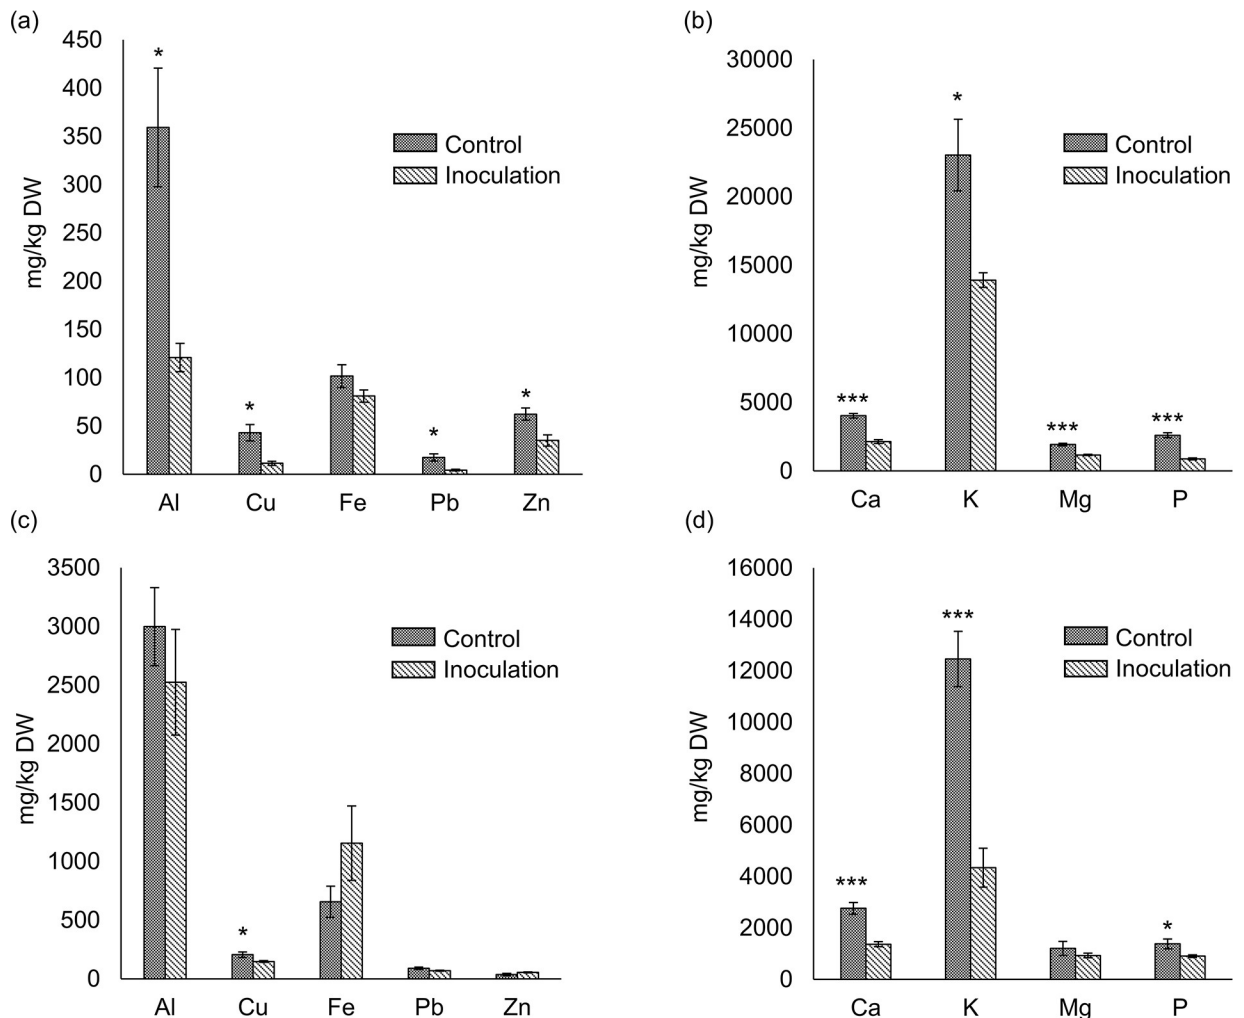 (a)
450
400
350
300
250
200
150
100
50
0
mg/kg DW
*
*
*
*
Control
Inoculation
Al Cu Fe Pb Zn
(b)
30000
25000
20000
15000
10000
5000
0
mg/kg DW
***
*
***
***
Control
Inoculation
Ca K Mg P
(c)
3500
3000
2500
2000
1500
1000
500
0
mg/kg DW
*
Control
Inoculation
Al Cu Fe Pb Zn
(d)
16000
14000
12000
10000
8000
6000
4000
2000
0
mg/kg DW
***
***
*
Control
Inoculation
Ca K Mg P